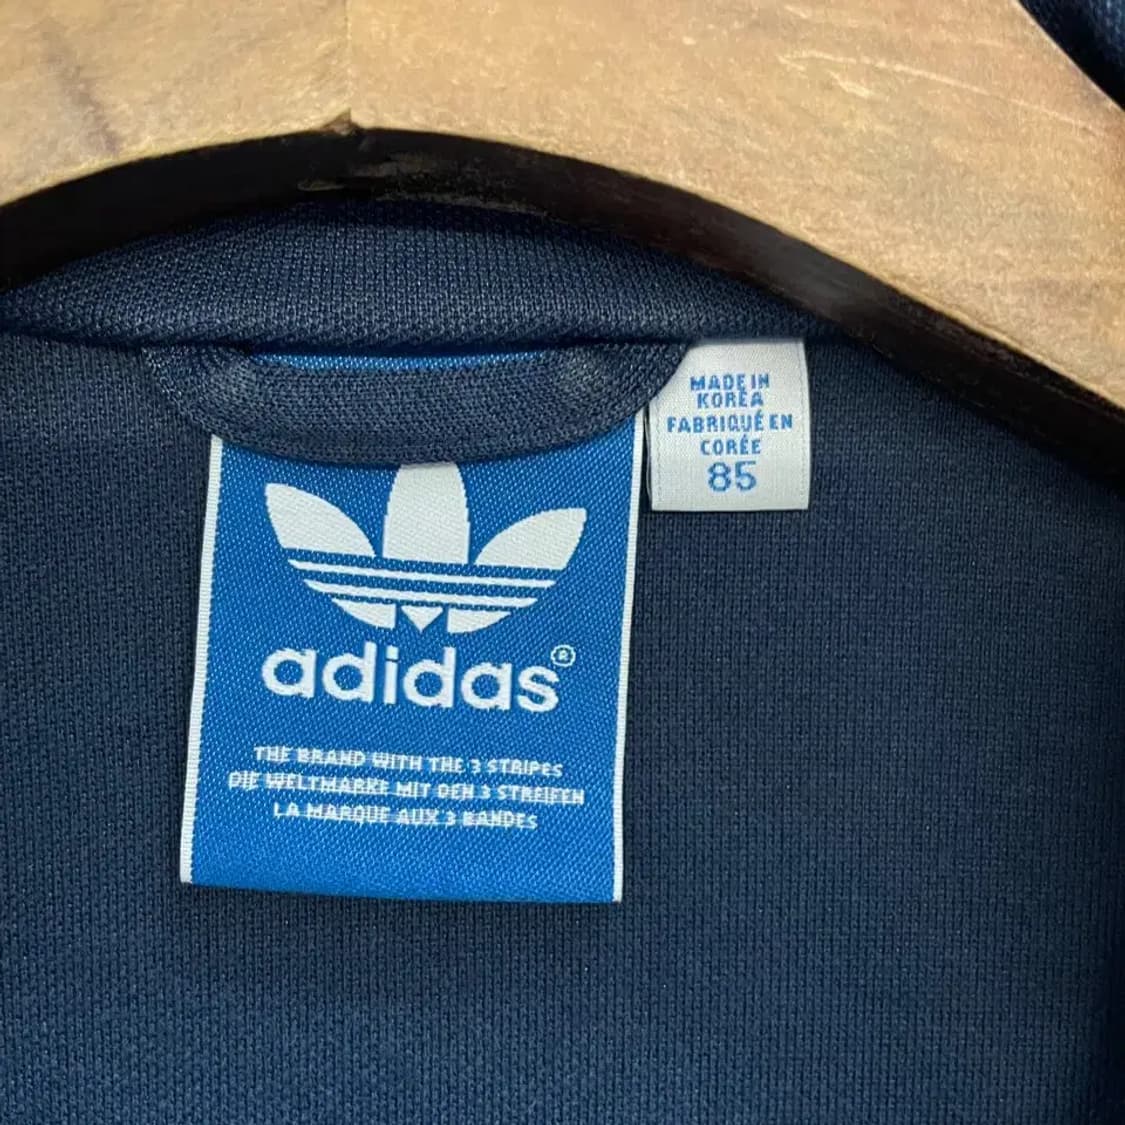 MADE IN
KOREA
FABRIQUÉ EN
CORÉE
85
adidas®
THE BRAND WITH THE 3 STRIPES
DIE WELTMARKE MIT DEN 3 STREIFEN
LA MARQUE AUX 3 BANDES